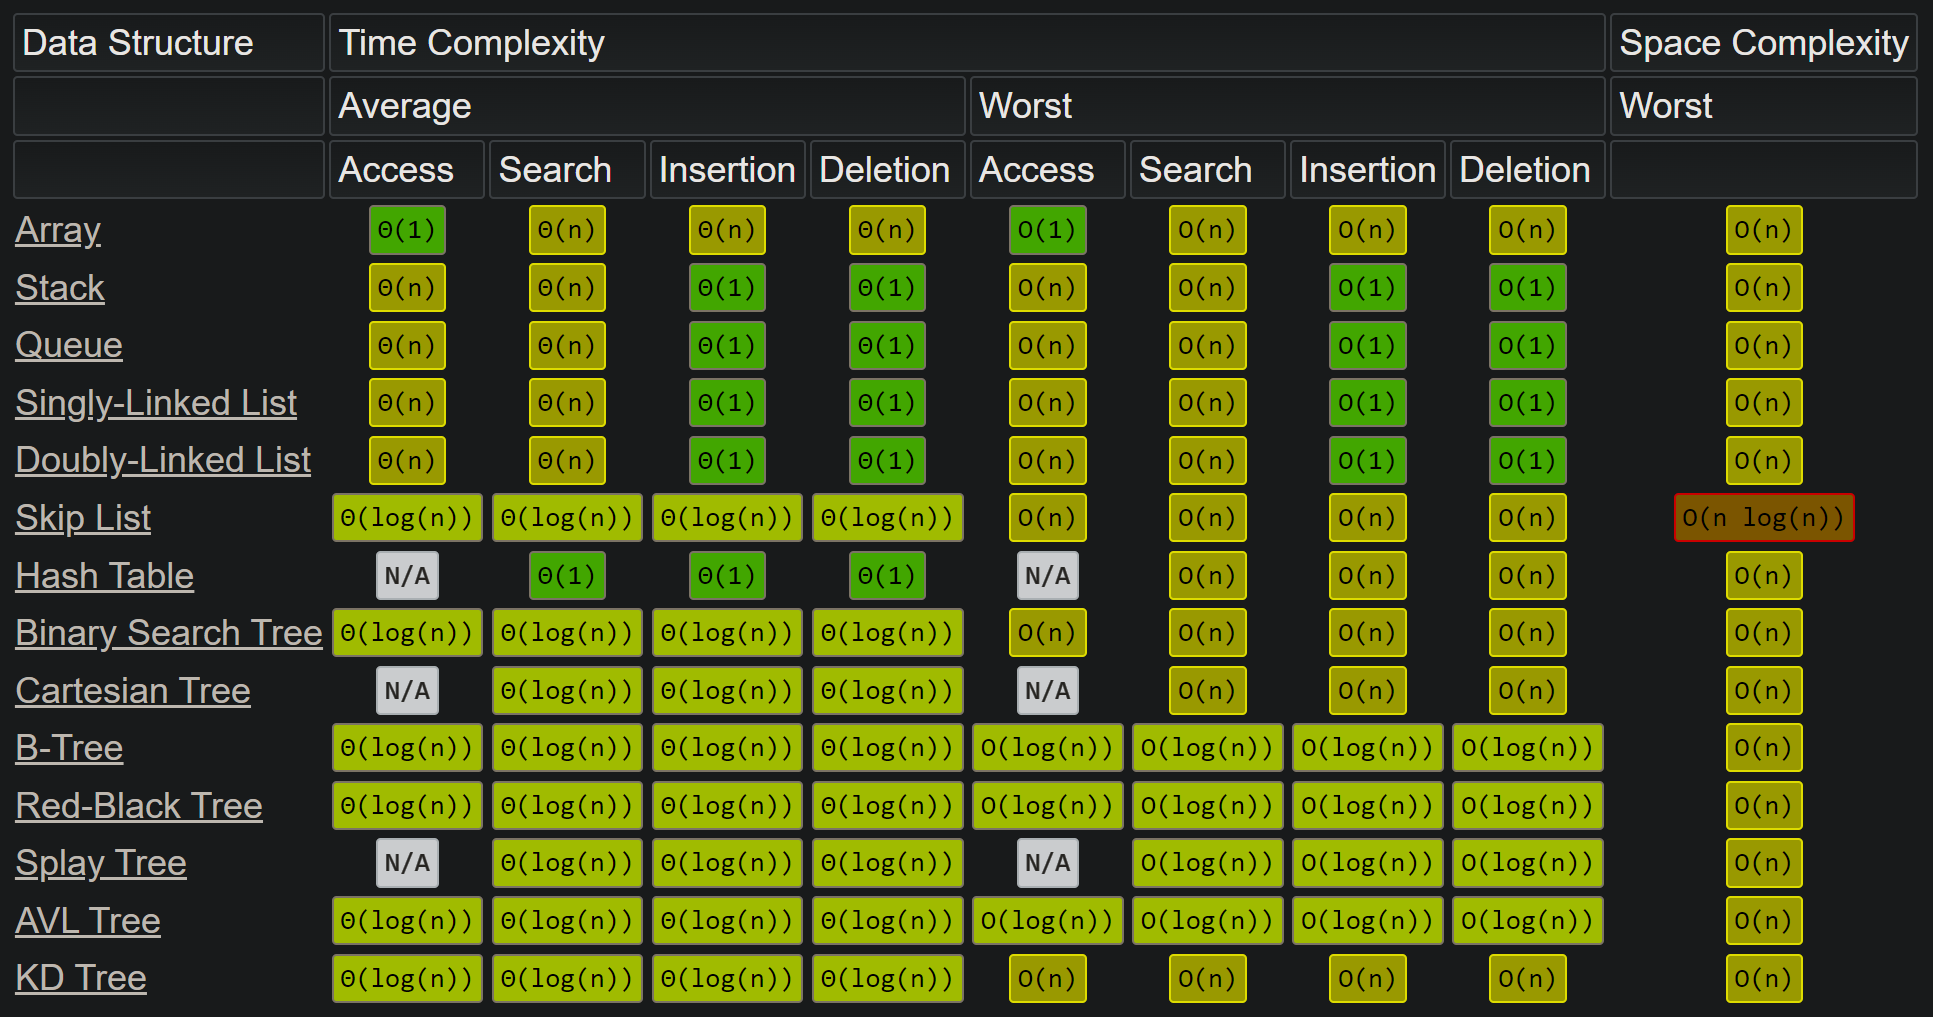 Data Structure Time Complexity Space Complexity
Average Worst Worst
Access Search Insertion Deletion Access Search Insertion Deletion
Array Θ(1) Θ(n) Θ(n) Θ(n) O(1) O(n) O(n) O(n) O(n)
Stack Θ(n) Θ(n) Θ(1) Θ(1) O(n) O(n) O(1) O(1) O(n)
Queue Θ(n) Θ(n) Θ(1) Θ(1) O(n) O(n) O(1) O(1) O(n)
Singly-Linked List Θ(n) Θ(n) Θ(1) Θ(1) O(n) O(n) O(1) O(1) O(n)
Doubly-Linked List Θ(n) Θ(n) Θ(1) Θ(1) O(n) O(n) O(1) O(1) O(n)
Skip List Θ(log(n)) Θ(log(n)) Θ(log(n)) Θ(log(n)) O(n) O(n) O(n) O(n) O(n log(n))
Hash Table N/A Θ(1) Θ(1) Θ(1) N/A O(n) O(n) O(n) O(n)
Binary Search Tree Θ(log(n)) Θ(log(n)) Θ(log(n)) Θ(log(n)) O(n) O(n) O(n) O(n) O(n)
Cartesian Tree N/A Θ(log(n)) Θ(log(n)) Θ(log(n)) N/A O(n) O(n) O(n) O(n)
B-Tree Θ(log(n)) Θ(log(n)) Θ(log(n)) Θ(log(n)) O(log(n)) O(log(n)) O(log(n)) O(log(n)) O(n)
Red-Black Tree Θ(log(n)) Θ(log(n)) Θ(log(n)) Θ(log(n)) O(log(n)) O(log(n)) O(log(n)) O(log(n)) O(n)
Splay Tree N/A Θ(log(n)) Θ(log(n)) Θ(log(n)) N/A O(log(n)) O(log(n)) O(log(n)) O(n)
AVL Tree Θ(log(n)) Θ(log(n)) Θ(log(n)) Θ(log(n)) O(log(n)) O(log(n)) O(log(n)) O(log(n)) O(n)
KD Tree Θ(log(n)) Θ(log(n)) Θ(log(n)) Θ(log(n)) O(n) O(n) O(n) O(n) O(n)